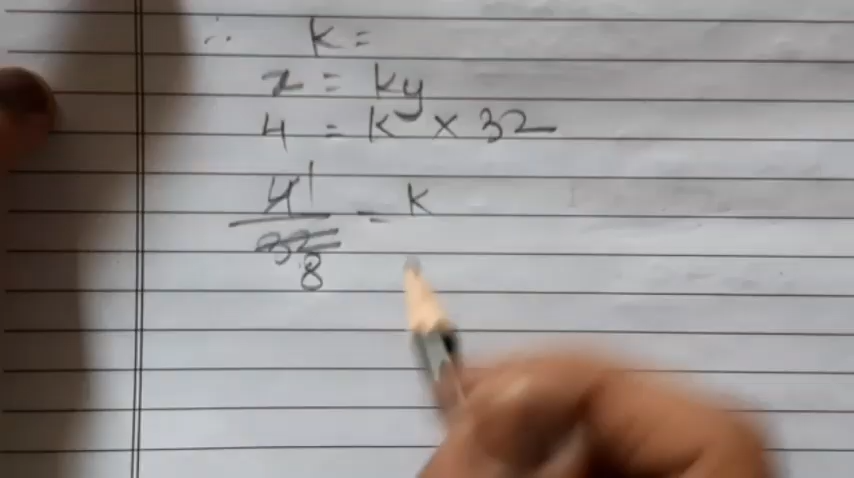 ∴ k =
x = ky
4 = k × 32
4 1
= k
32
8